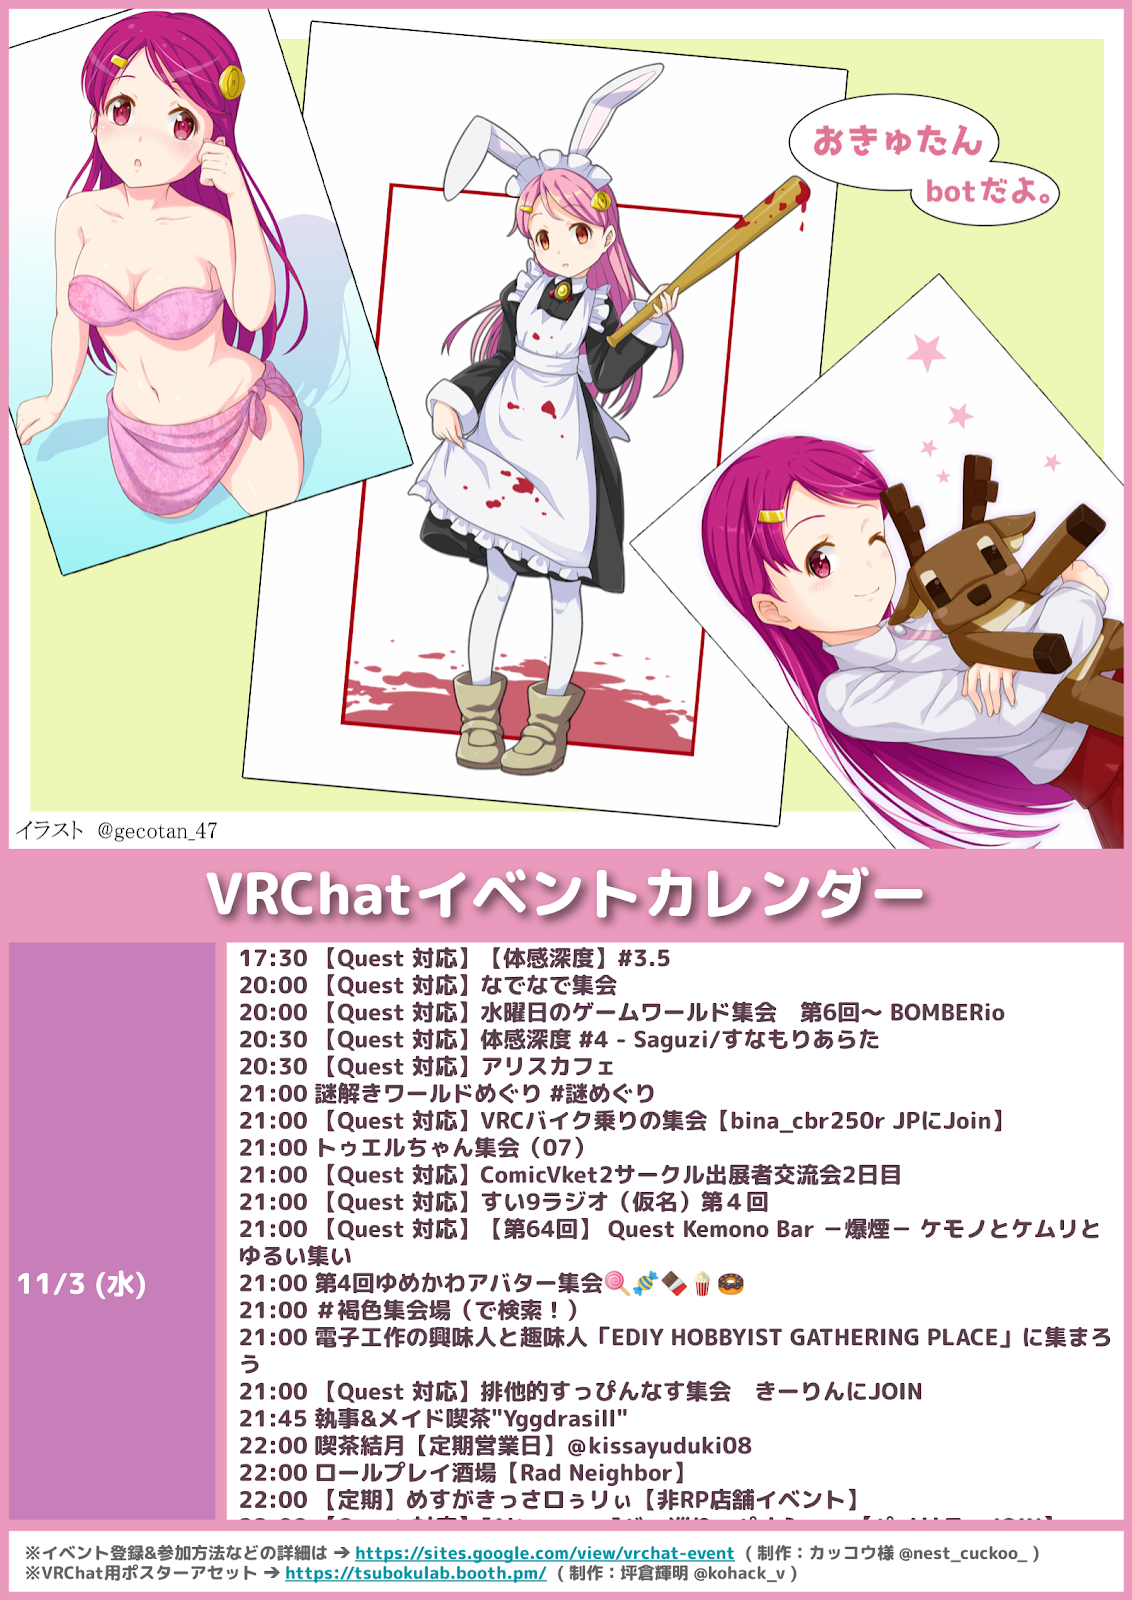 おきゅたん
botだよ。
イラスト @gecotan_47
VRChatイベントカレンダー
11/3 (水)
17:30 【Quest 対応】【体感深度】#3.5
20:00 【Quest 対応】なでなで集会
20:00 【Quest 対応】水曜日のゲームワールド集会　第6回～ BOMBERio
20:30 【Quest 対応】体感深度 #4 - Saguzi/すなもりあらた
20:30 【Quest 対応】アリスカフェ
21:00 謎解きワールドめぐり #謎めぐり
21:00 【Quest 対応】VRCバイク乗りの集会【bina_cbr250r JPにJoin】
21:00 トゥエルちゃん集会（07）
21:00 【Quest 対応】ComicVket2サークル出展者交流会2日目
21:00 【Quest 対応】すい9ラジオ（仮名）第４回
21:00 【Quest 対応】【第64回】 Quest Kemono Bar －爆煙－ ケモノとケムリと
ゆるい集い
21:00 第4回ゆめかわアバター集会🍭🍬🍫🍿🍩
21:00 ＃褐色集会場（で検索！）
21:00 電子工作の興味人と趣味人「EDIY HOBBYIST GATHERING PLACE」に集まろ
う
21:00 【Quest 対応】排他的すっぴんなす集会　きーりんにJOIN
21:45 執事&メイド喫茶"Yggdrasill"
22:00 喫茶結月【定期営業日】@kissayuduki08
22:00 ロールプレイ酒場【Rad Neighbor】
22:00 【定期】めすがきっさロぅリぃ【非RP店舗イベント】
※イベント登録&参加方法などの詳細は → https://sites.google.com/view/vrchat-event （ 制作：カッコウ様 @nest_cuckoo_ ）
※VRChat用ポスターアセット → https://tsubokulab.booth.pm/ （ 制作：坪倉輝明 @kohack_v ）